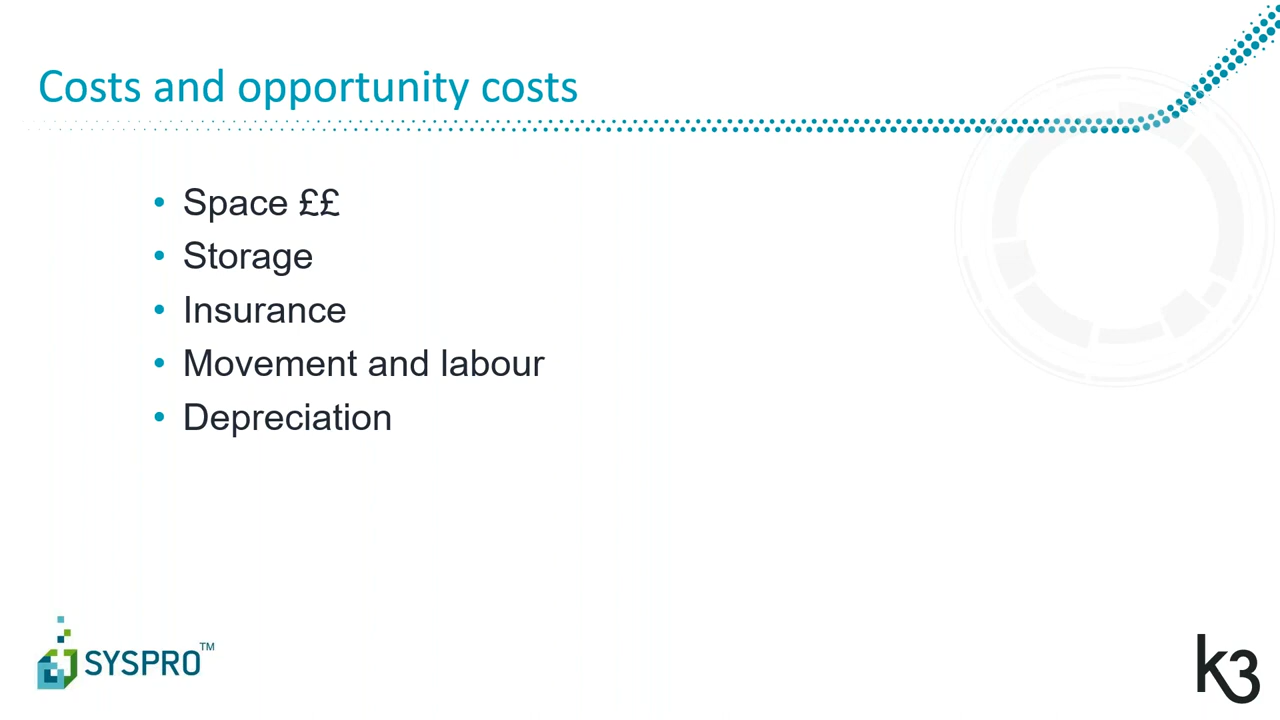 Costs and opportunity costs
• Space ££
• Storage
• Insurance
• Movement and labour
• Depreciation
SYSPRO™
k3